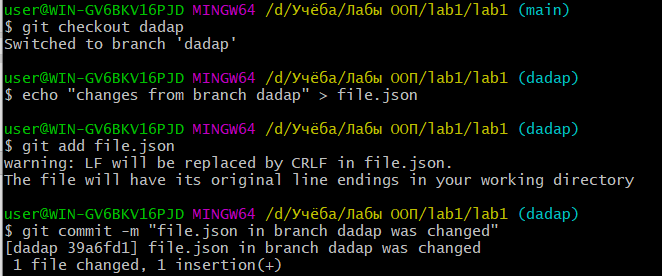 user@WIN-GV6BKV16PJD MINGW64 /d/Учёба/Лабы ООП/lab1/lab1 (main)
$ git checkout dadap
Switched to branch 'dadap'
user@WIN-GV6BKV16PJD MINGW64 /d/Учёба/Лабы ООП/lab1/lab1 (dadap)
$ echo "changes from branch dadap" > file.json
user@WIN-GV6BKV16PJD MINGW64 /d/Учёба/Лабы ООП/lab1/lab1 (dadap)
$ git add file.json
warning: LF will be replaced by CRLF in file.json.
The file will have its original line endings in your working directory
user@WIN-GV6BKV16PJD MINGW64 /d/Учёба/Лабы ООП/lab1/lab1 (dadap)
$ git commit -m "file.json in branch dadap was changed"
[dadap 39a6fd1] file.json in branch dadap was changed
 1 file changed, 1 insertion(+)